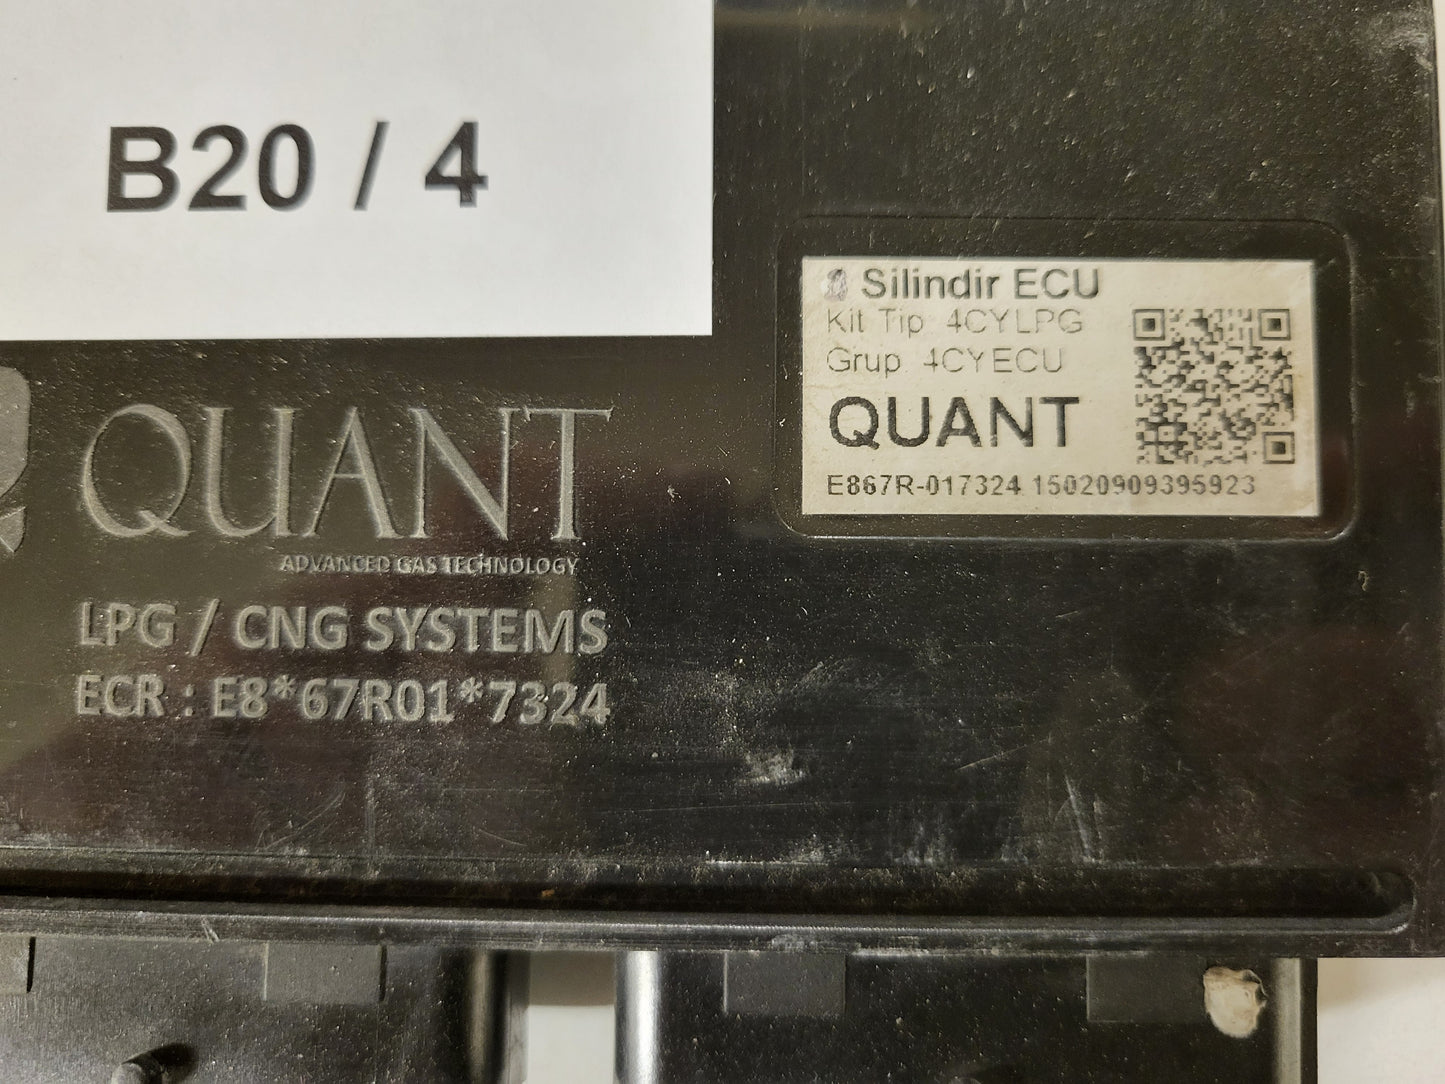 B20 / 4
Silindir ECU
Kit Tip 4CYLPG
Grup 4CYECU
QUANT
E867R-017324 15020909395923
QUANT
ADVANCED GAS TECHNOLOGY
LPG / CNG SYSTEMS
ECR : E8*67R01*7324